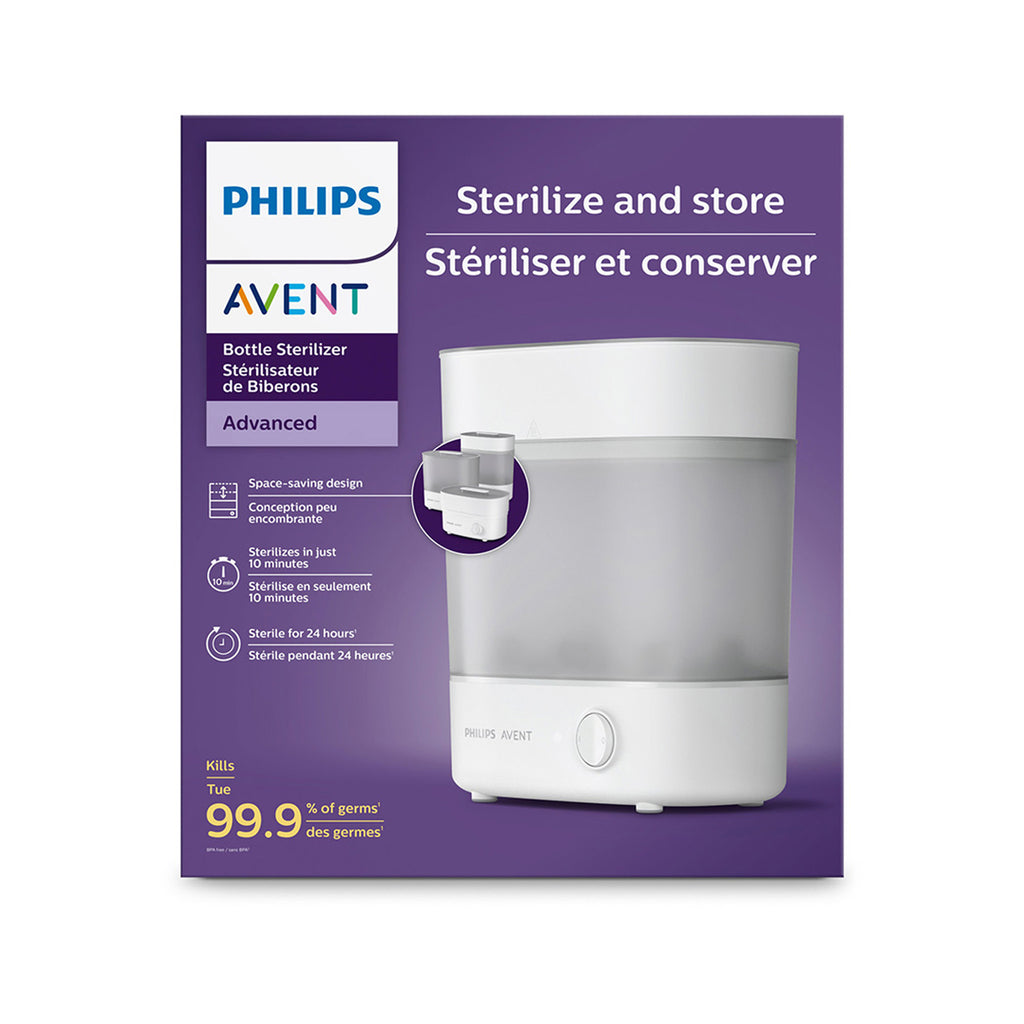 PHILIPS
AVENT
Bottle Sterilizer
Stérilisateur
de Biberons
Advanced
Sterilize and store
Stériliser et conserver
Space-saving design
Conception peu
encombrante
10 min
Sterilizes in just
10 minutes
Stérilise en seulement
10 minutes
Sterile for 24 hours¹
Stérile pendant 24 heures¹
PHILIPS AVENT
Kills
Tue
99.9
% of germs¹
des germes¹
BPA free / sans BPA²